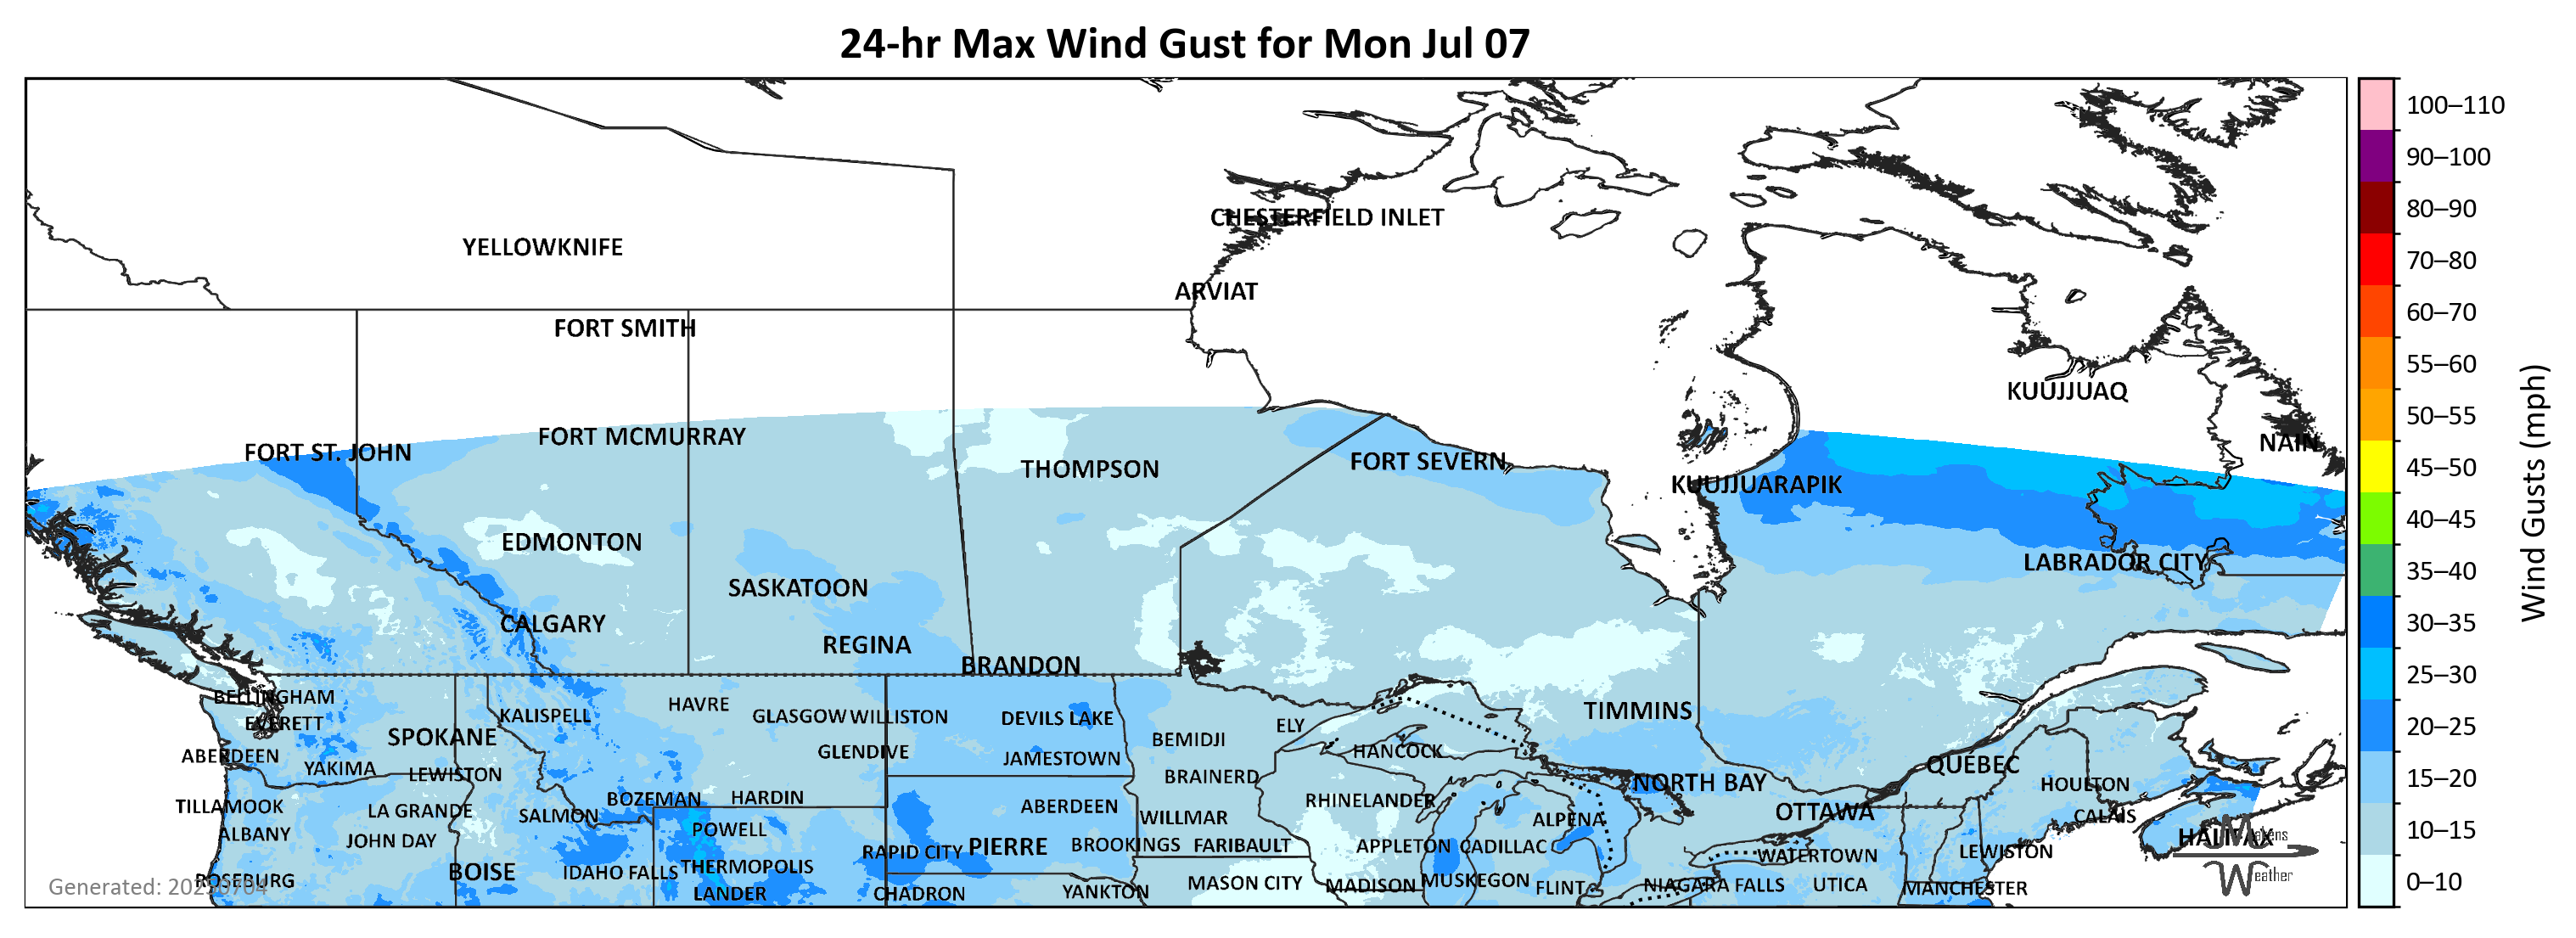 24-hr Max Wind Gust for Mon Jul 07
100–110
90–100
80–90
70–80
60–70
55–60
50–55
45–50
40–45
35–40
30–35
25–30
20–25
15–20
10–15
0–10
Wind Gusts (mph)
CHESTERFIELD INLET
YELLOWKNIFE
ARVIAT
FORT SMITH
KUUJJUAQ
FORT MCMURRAY
NAIN
FORT ST. JOHN
THOMPSON
FORT SEVERN
KUUJJUARAPIK
EDMONTON
LABRADOR CITY
SASKATOON
CALGARY
REGINA
BRANDON
BELLINGHAM
HAVRE
TIMMINS
KALISPELL
GLASGOW
WILLISTON
DEVILS LAKE
EVERETT
ELY
SPOKANE
BEMIDJI
GLENDIVE
HANCOCK
ABERDEEN
JAMESTOWN
QUÉBEC
YAKIMA
LEWISTON
BRAINERD
NORTH BAY
HOULTON
BOZEMAN
HARDIN
RHINELANDER
TILLAMOOK
LA GRANDE
ABERDEEN
OTTAWA
SALMON
WILLMAR
ALPENA
CALAIS
ALBANY
POWELL
HALIFAX
JOHN DAY
RAPID CITY
PIERRE
BROOKINGS
FARIBAULT
APPLETON
CADILLAC
WATERTOWN
LEWISTON
BOISE
IDAHO FALLS
THERMOPOLIS
ROSEBURG
MASON CITY
MADISON
MUSKEGON
FLINT
NIAGARA FALLS
UTICA
MANCHESTER
LANDER
CHADRON
YANKTON
Makens
Weather
Generated: 20250704